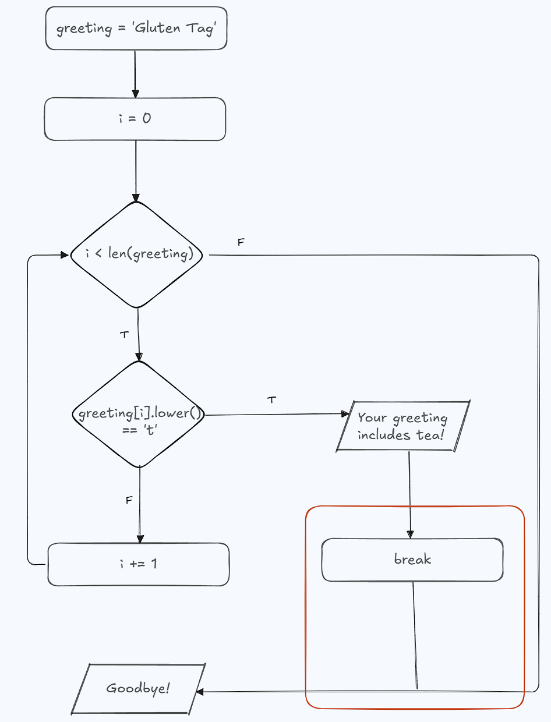 greeting = 'Gluten Tag'
i = 0
i < len(greeting)
F
T
greeting[i].lower()
== 't'
T
Your greeting
includes tea!
F
break
i += 1
Goodbye!